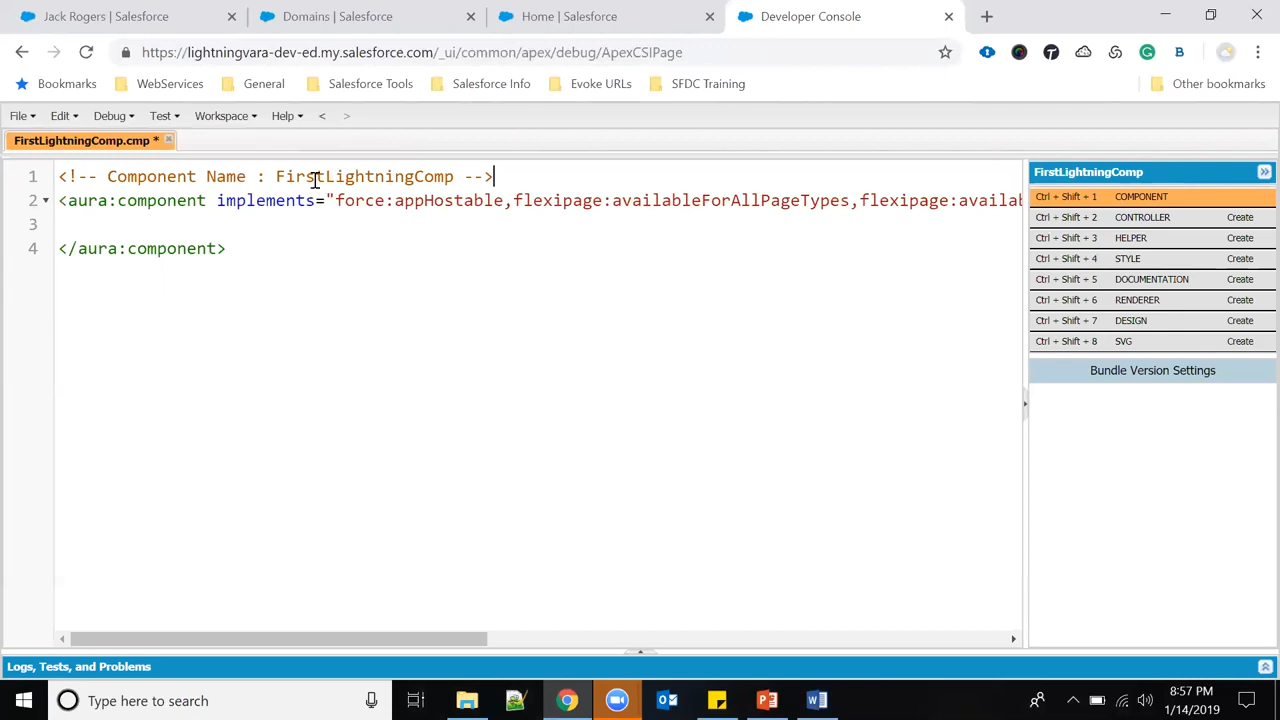 Jack Rogers | Salesforce
Domains | Salesforce
Home | Salesforce
Developer Console
https://lightningvara-dev-ed.my.salesforce.com/_ui/common/apex/debug/ApexCSIPage
Bookmarks
WebServices
General
Salesforce Tools
Salesforce Info
Evoke URLs
SFDC Training
Other bookmarks
File
Edit
Debug
Test
Workspace
Help
<
>
FirstLightningComp.cmp *
1 <!-- Component Name : FirstLightningComp -->
2 <aura:component implements="force:appHostable,flexipage:availableForAllPageTypes,flexipage:availab
3
4 </aura:component>
FirstLightningComp
Ctrl + Shift + 1 COMPONENT
Ctrl + Shift + 2 CONTROLLER Create
Ctrl + Shift + 3 HELPER Create
Ctrl + Shift + 4 STYLE Create
Ctrl + Shift + 5 DOCUMENTATION Create
Ctrl + Shift + 6 RENDERER Create
Ctrl + Shift + 7 DESIGN Create
Ctrl + Shift + 8 SVG Create
Bundle Version Settings
Logs, Tests, and Problems
Type here to search
8:57 PM
1/14/2019